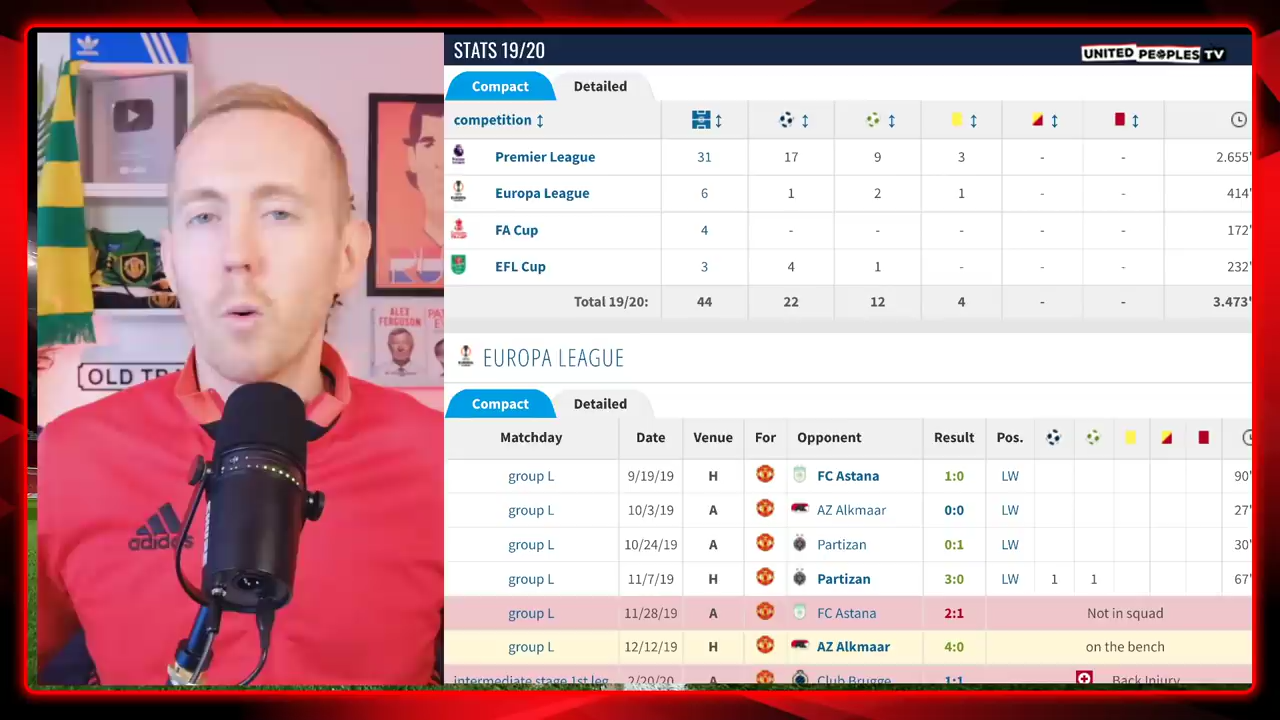 STATS 19/20
UNITED PEOPLES TV
Compact Detailed
competition
Premier League 31 17 9 3 - - 2.655'
Europa League 6 1 2 1 - - 414'
FA Cup 4 - - - - - 172'
EFL Cup 3 4 1 - - - 232'
Total 19/20: 44 22 12 4 - - 3.473'
EUROPA LEAGUE
Compact Detailed
Matchday Date Venue For Opponent Result Pos.
group L 9/19/19 H FC Astana 1:0 LW 90'
group L 10/3/19 A AZ Alkmaar 0:0 LW 27'
group L 10/24/19 A Partizan 0:1 LW 30'
group L 11/7/19 H Partizan 3:0 LW 1 1 67'
group L 11/28/19 A FC Astana 2:1 Not in squad
group L 12/12/19 H AZ Alkmaar 4:0 on the bench
intermediate stage 1st leg 2/20/20 A Club Brugge 1:1 Back Injury
ALEX
FERGUSON
OLD TRA
adidas